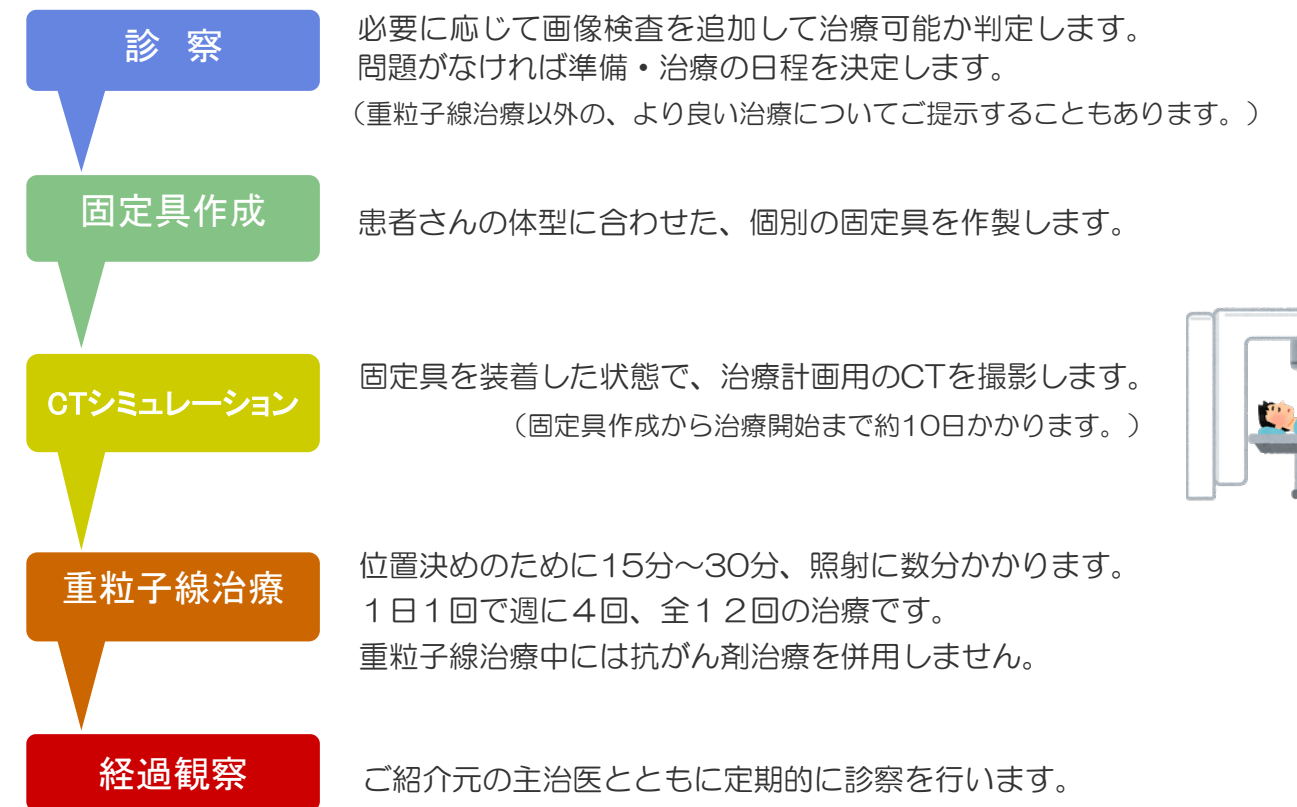 診 察
必要に応じて画像検査を追加して治療可能か判定します。
問題がなければ準備・治療の日程を決定します。
（重粒子線治療以外の、より良い治療についてご提示することもあります。）
固定具作成
患者さんの体型に合わせた、個別の固定具を作製します。
CTシミュレーション
固定具を装着した状態で、治療計画用のCTを撮影します。
（固定具作成から治療開始まで約10日かかります。）
重粒子線治療
位置決めのために15分～30分、照射に数分かかります。
１日１回で週に４回、全１２回の治療です。
重粒子線治療中には抗がん剤治療を併用しません。
経過観察
ご紹介元の主治医とともに定期的に診察を行います。